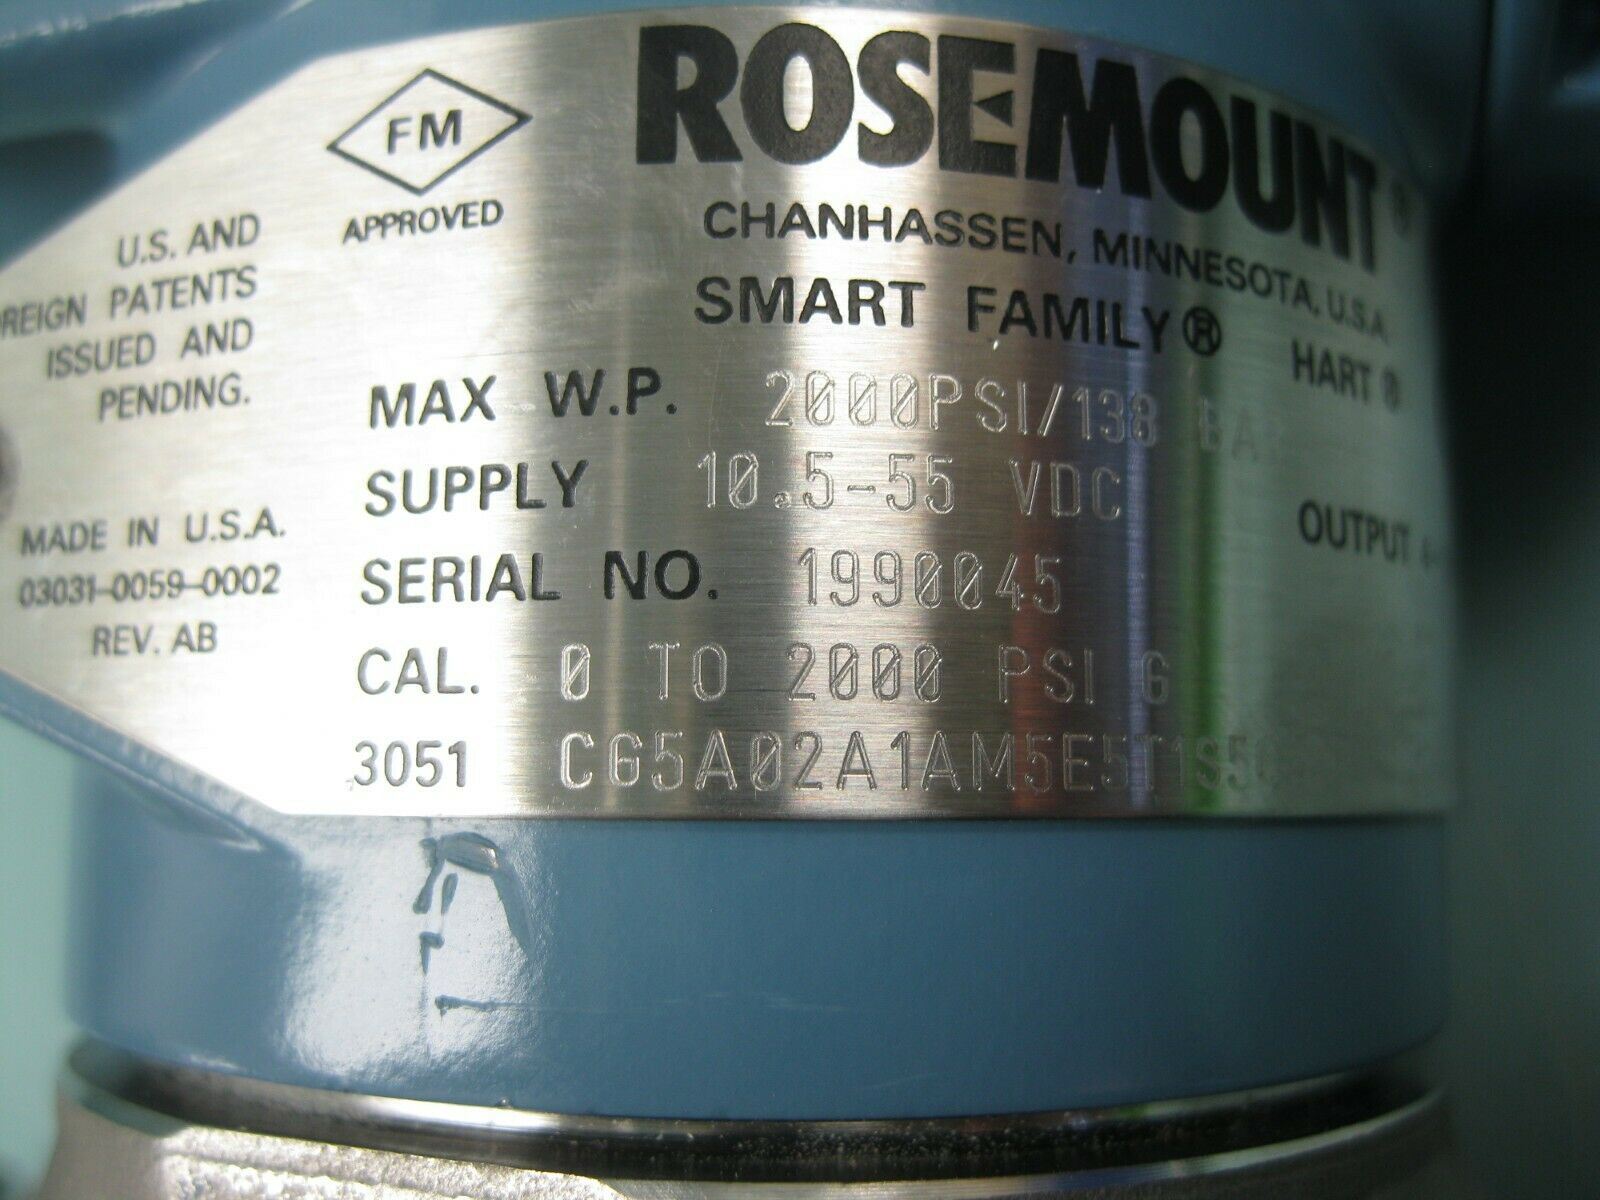 ROSEMOUNT®
CHANHASSEN, MINNESOTA, U.S.A.
SMART FAMILY®
HART ®
FM
APPROVED
U.S. AND
PATENTS
ISSUED AND
PENDING.
MADE IN U.S.A.
03031-0059-0002
REV. AB
MAX W.P. 2000PSI/138
SUPPLY 10.5-55 VDC
OUTPUT
SERIAL NO. 1990045
CAL. 0 TO 2000 PSI G
3051 CG5A02A1AM5E5T1S5